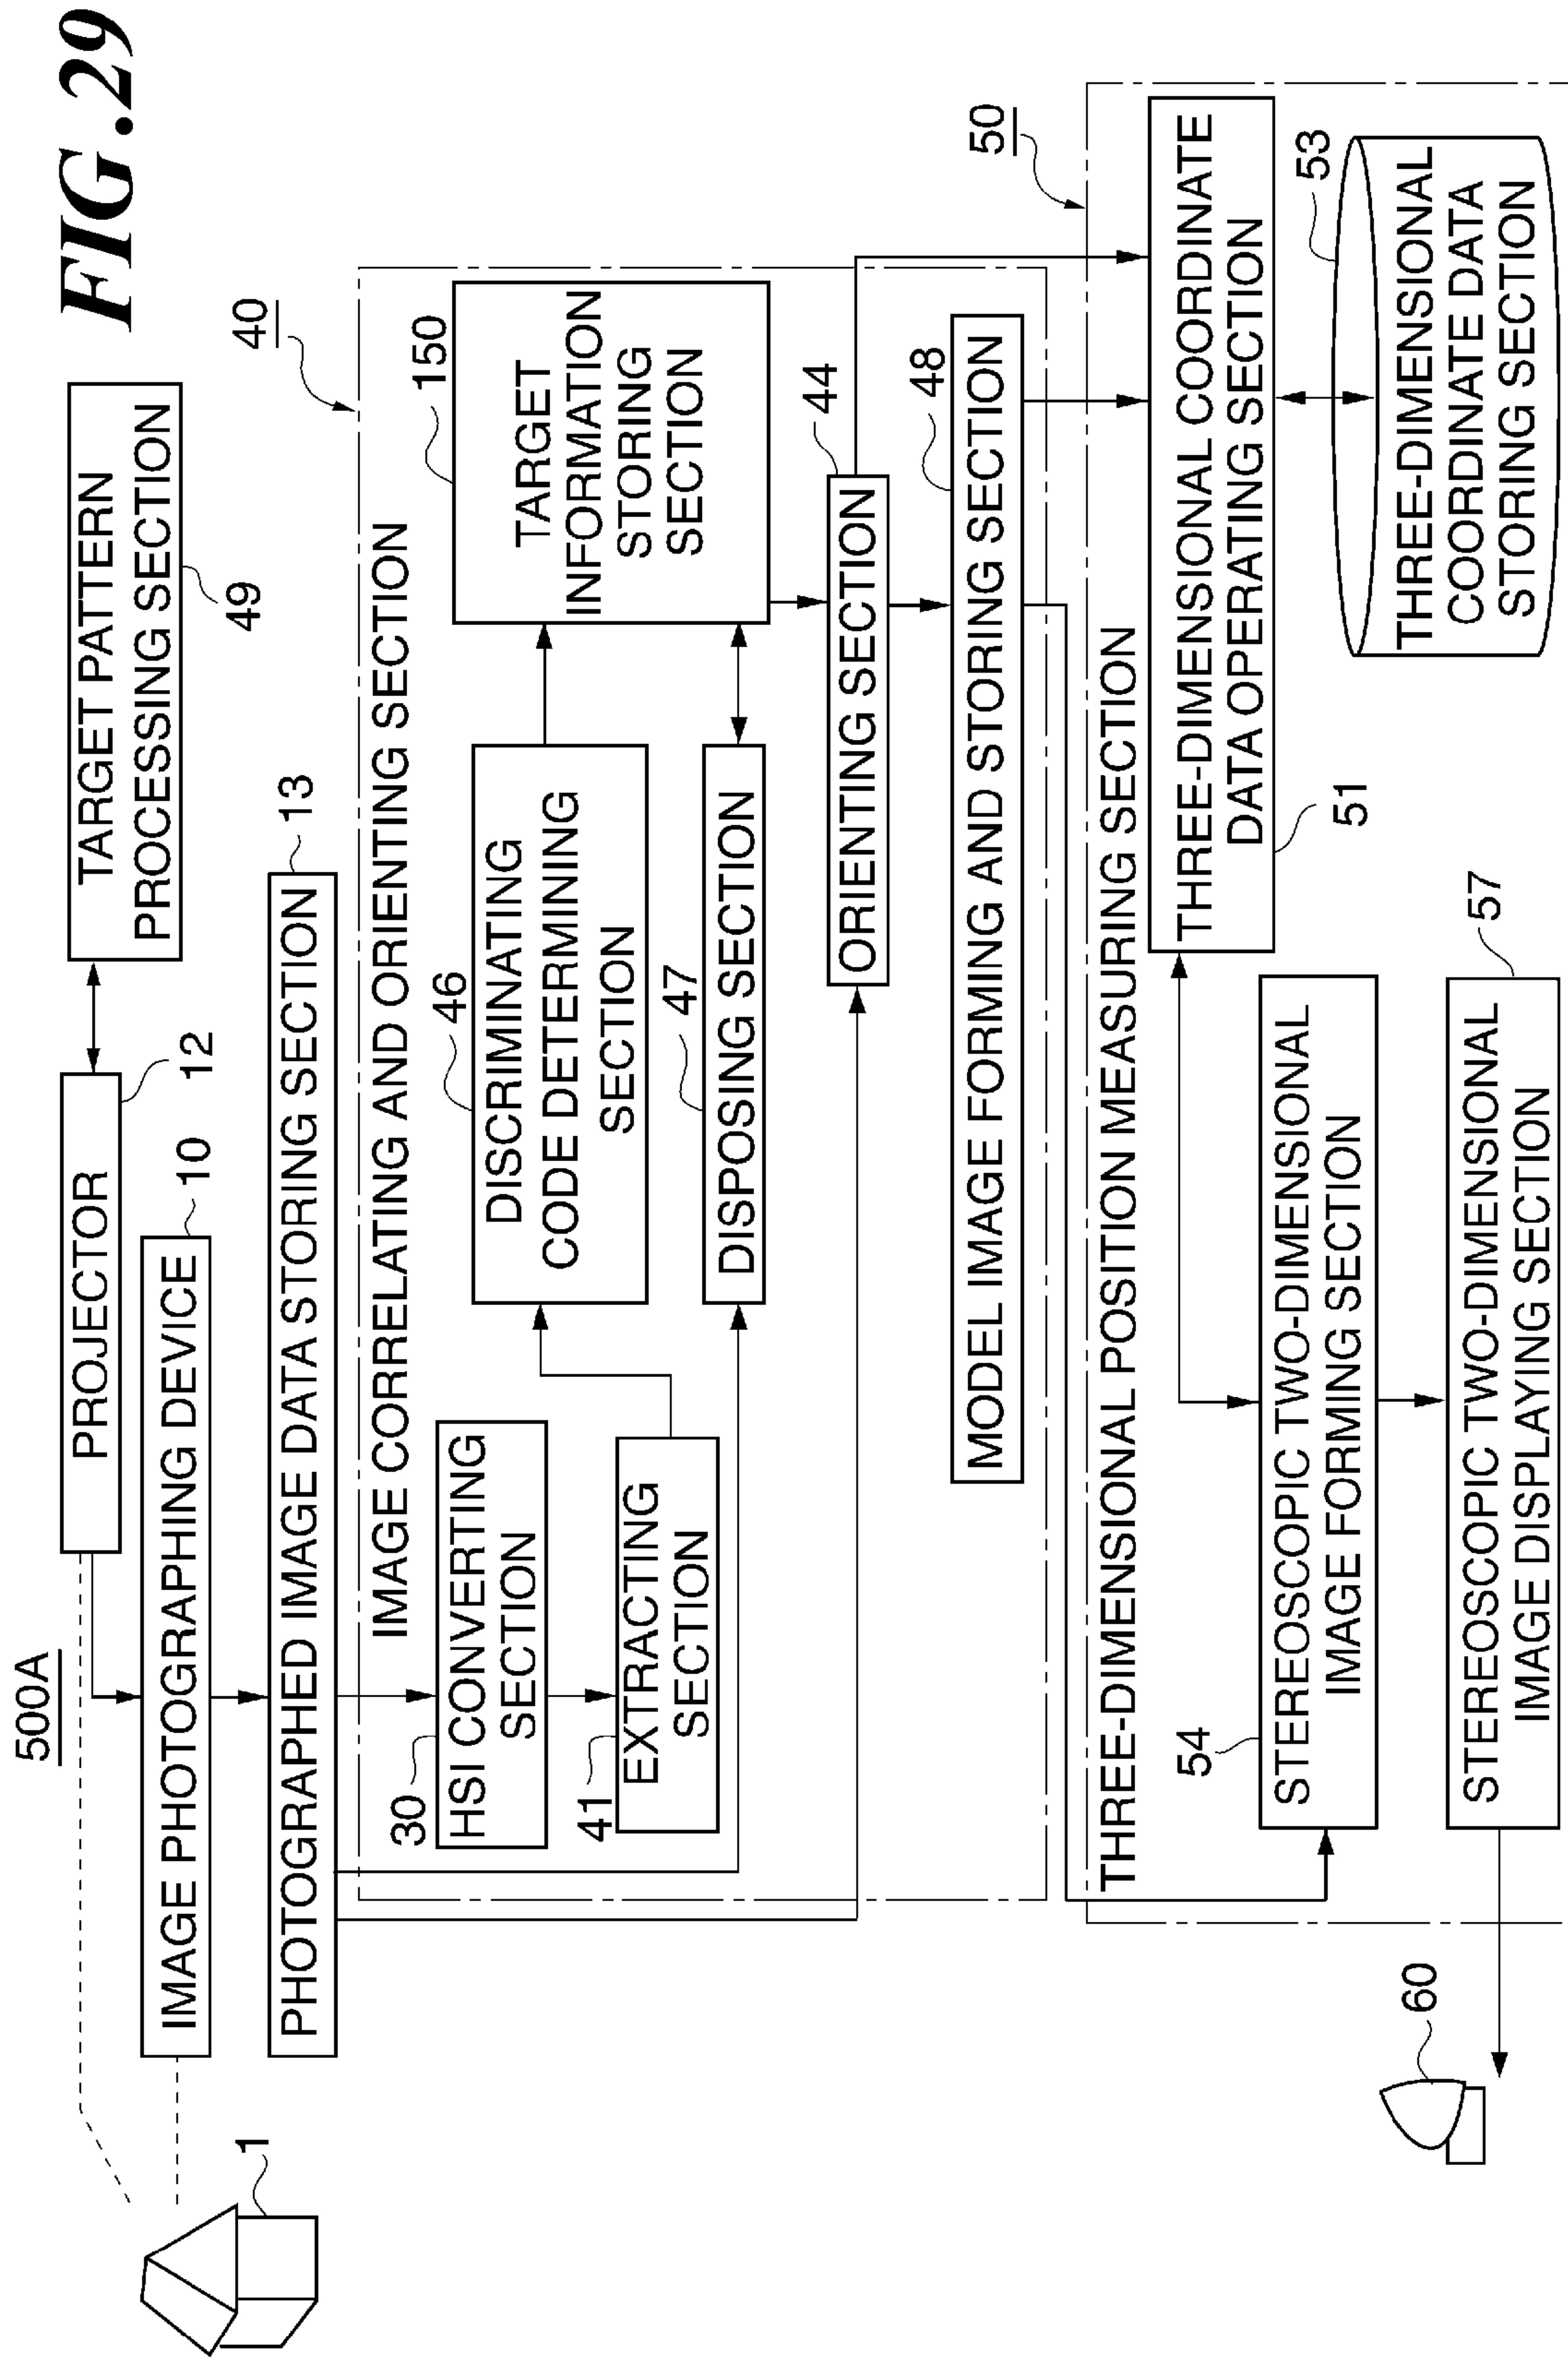 FIG.29
500A
PROJECTOR
12
TARGET PATTERN
PROCESSING SECTION
49
IMAGE PHOTOGRAPHING DEVICE
10
1
PHOTOGRAPHED IMAGE DATA STORING SECTION
13
40
IMAGE CORRELATING AND ORIENTING SECTION
30
HSI CONVERTING
SECTION
41
EXTRACTING
SECTION
46
DISCRIMINATING
CODE DETERMINING
SECTION
47
DISPOSING SECTION
150
TARGET
INFORMATION
STORING
SECTION
44
ORIENTING SECTION
48
MODEL IMAGE FORMING AND STORING SECTION
50
THREE-DIMENSIONAL POSITION MEASURING SECTION
THREE-DIMENSIONAL COORDINATE
DATA OPERATING SECTION
51
53
THREE-DIMENSIONAL
COORDINATE DATA
STORING SECTION
54
STEREOSCOPIC TWO-DIMENSIONAL
IMAGE FORMING SECTION
57
STEREOSCOPIC TWO-DIMENSIONAL
IMAGE DISPLAYING SECTION
60